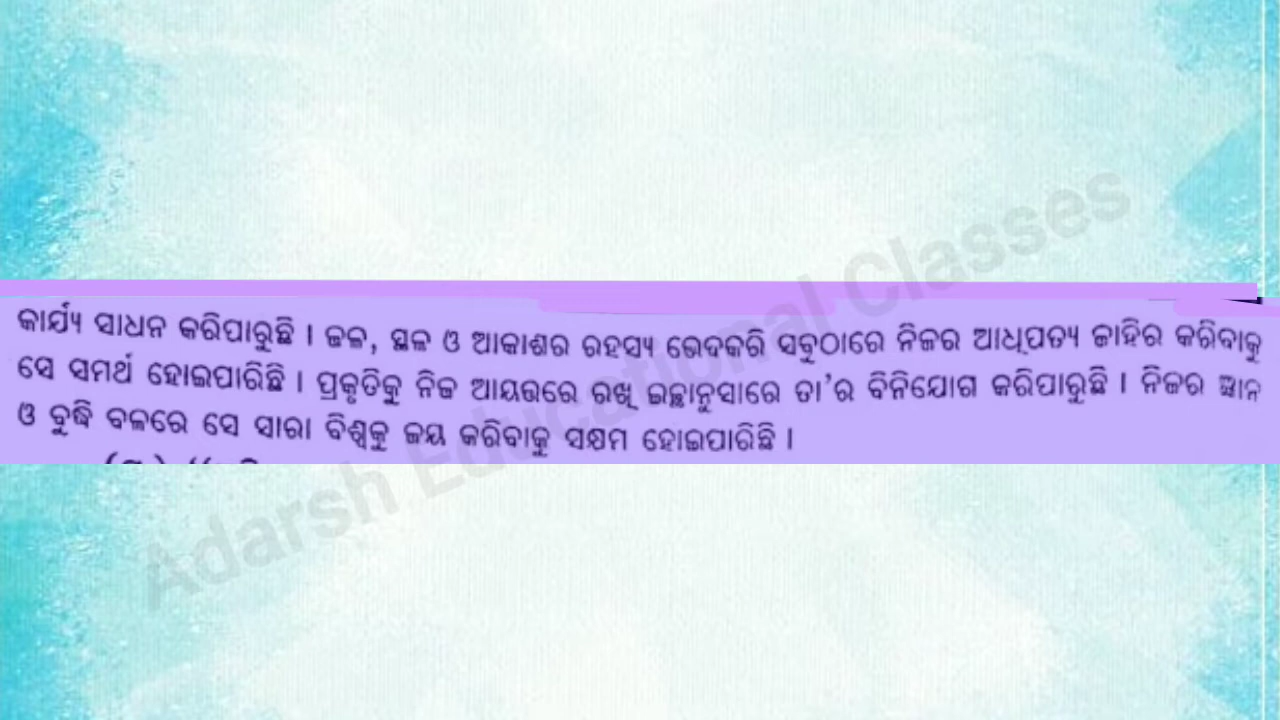 କାର୍ଯ୍ୟ ସାଧନ କରିପାରୁଛି । ଜଳ, ସ୍ଥଳ ଓ ଆକାଶର ରହସ୍ୟ ଭେଦକରି ସବୁଠାରେ ନିଜର ଆଧିପତ୍ୟ ଜାହିର କରିବାକୁ
ସେ ସମର୍ଥ ହୋଇପାରିଛି । ପ୍ରକୃତିକୁ ନିଜ ଆୟତ୍ତରେ ରଖି ଇଚ୍ଛାନୁସାରେ ତା'ର ବିନିଯୋଗ କରିପାରୁଛି । ନିଜର ଜ୍ଞାନ
ଓ ବୁଦ୍ଧି ବଳରେ ସେ ସାରା ବିଶ୍ୱକୁ ଜୟ କରିବାକୁ ସକ୍ଷମ ହୋଇପାରିଛି ।
Adarsh Educational Classes